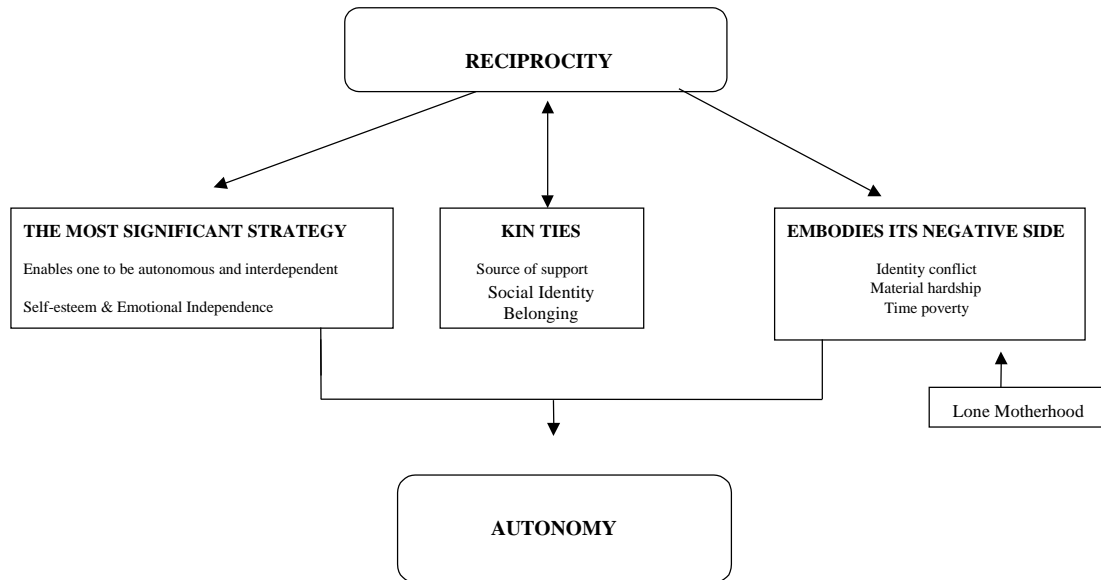 RECIPROCITY
THE MOST SIGNIFICANT STRATEGY
Enables one to be autonomous and interdependent
Self-esteem & Emotional Independence
KIN TIES
Source of support
Social Identity
Belonging
EMBODIES ITS NEGATIVE SIDE
Identity conflict
Material hardship
Time poverty
Lone Motherhood
AUTONOMY